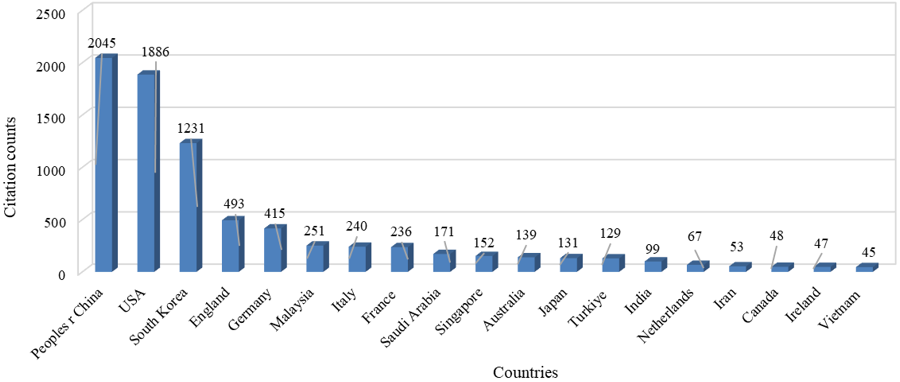 2500
2000
1500
1000
500
0
Citation counts
2045
1886
1231
493
415
251
240
236
171
152
139
131
129
99
67
53
48
47
45
Peoples r China
USA
South Korea
England
Germany
Malaysia
Italy
France
Saudi Arabia
Singapore
Australia
Japan
Turkiye
India
Netherlands
Iran
Canada
Ireland
Vietnam
Countries